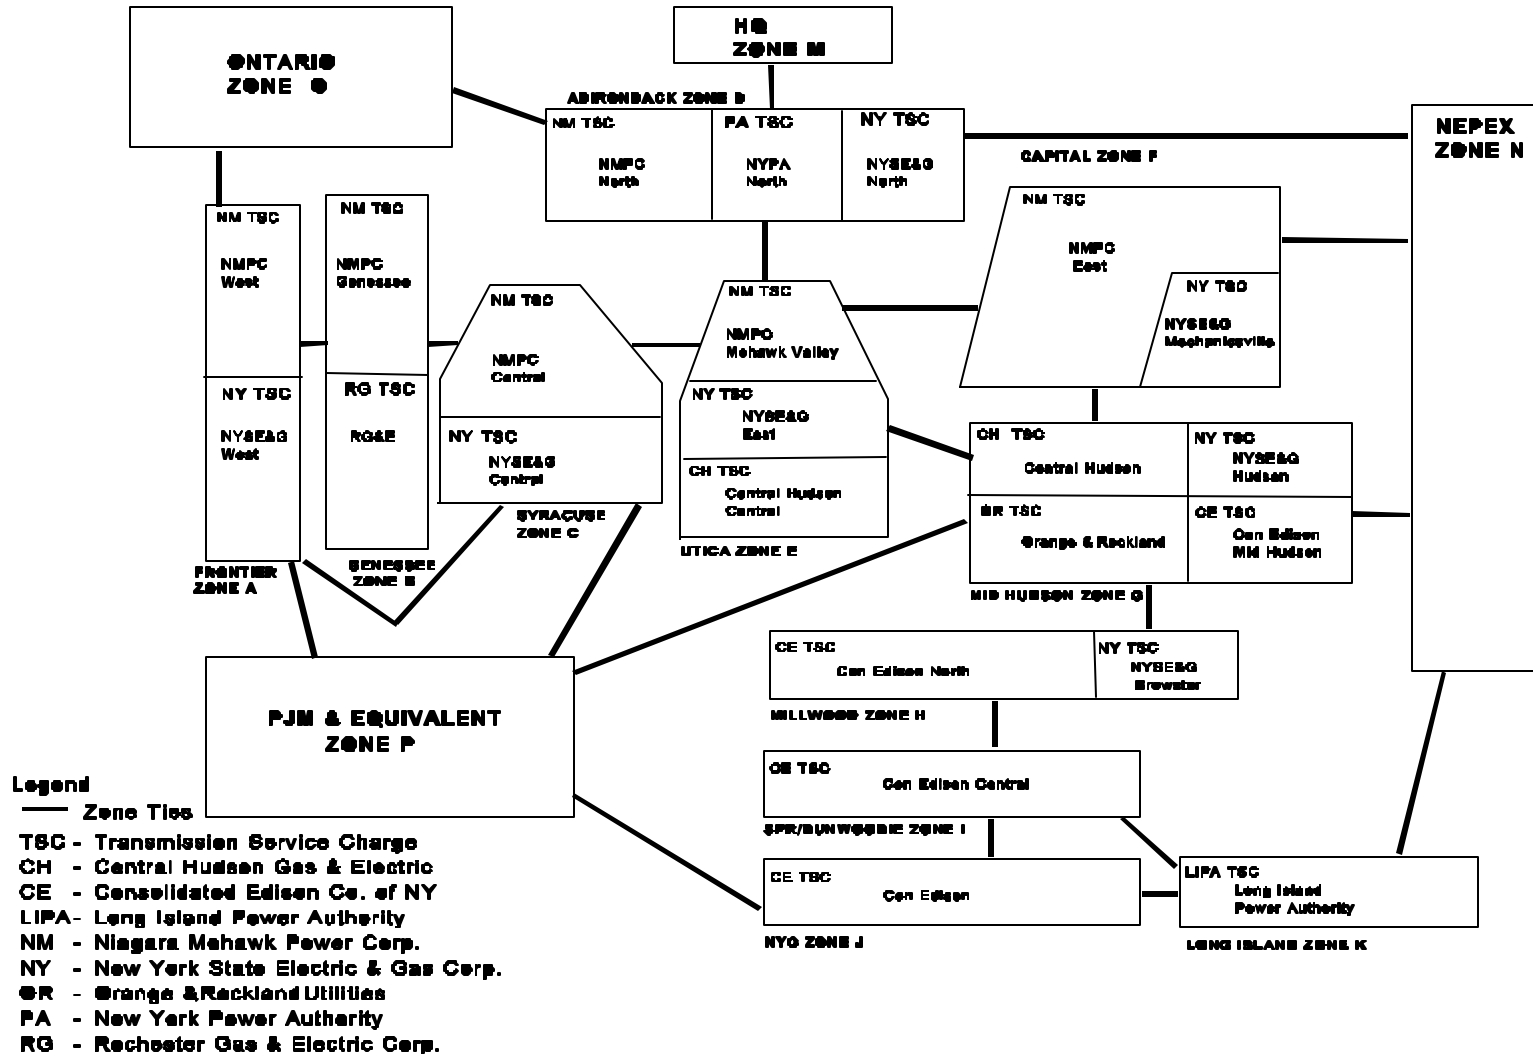 ONTARIO
ZONE O
HQ
ZONE M
ADIRONDACK ZONE D
NM TSC
NMPC
North
PA TSC
NYPA
North
NY TSC
NYSE&G
North
NEPEX
ZONE N
CAPITAL ZONE F
NM TSC
NMPC
East
NY TSC
NYSE&G
Mechanicsville
NM TSC
NMPC
West
NY TSC
NYSE&G
West
FRONTIER
ZONE A
NM TSC
NMPC
Genessee
RG TSC
RG&E
GENESSEE
ZONE B
NM TSC
NMPC
Central
NY TSC
NYSE&G
Central
SYRACUSE
ZONE C
NM TSC
NMPC
Mohawk Valley
NY TSC
NYSE&G
East
CH TSC
Central Hudson
Central
UTICA ZONE E
CH TSC
Central Hudson
NY TSC
NYSE&G
Hudson
OR TSC
Orange & Rockland
CE TSC
Con Edison
Mid Hudson
MID HUDSON ZONE G
CE TSC
Con Edison North
NY TSC
NYSE&G
Brewster
MILLWOOD ZONE H
CE TSC
Con Edison Central
SPR/DUNWOODIE ZONE I
CE TSC
Con Edison
NYC ZONE J
LIPA TSC
Long Island
Power Authority
LONG ISLAND ZONE K
PJM & EQUIVALENT
ZONE P
Legend
Zone Ties
TSC - Transmission Service Charge
CH - Central Hudson Gas & Electric
CE - Consolidated Edison Co. of NY
LIPA - Long Island Power Authority
NM - Niagara Mohawk Power Corp.
NY - New York State Electric & Gas Corp.
OR - Orange & Rockland Utilities
PA - New York Power Authority
RG - Rochester Gas & Electric Corp.